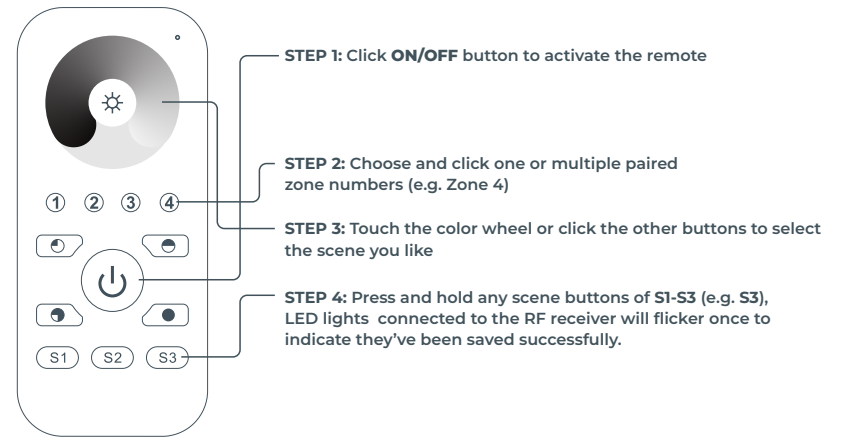 STEP 1: Click ON/OFF button to activate the remote
STEP 2: Choose and click one or multiple paired
zone numbers (e.g. Zone 4)
STEP 3: Touch the color wheel or click the other buttons to select
the scene you like
STEP 4: Press and hold any scene buttons of S1-S3 (e.g. S3),
LED lights connected to the RF receiver will flicker once to
indicate they've been saved successfully.
1 2 3 4
S1 S2 S3